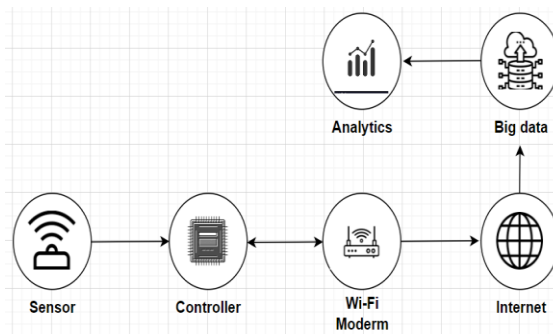 Analytics
Big data
Sensor
Controller
Wi-Fi
Moderm
Internet